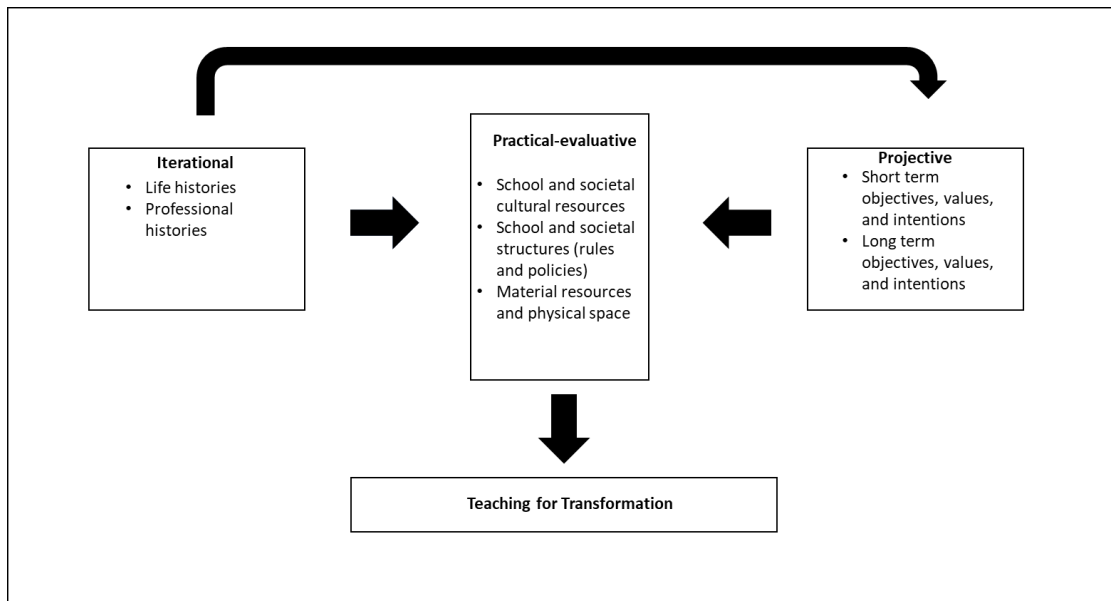 Iterational
• Life histories
• Professional
histories
Practical-evaluative
• School and societal
cultural resources
• School and societal
structures (rules
and policies)
• Material resources
and physical space
Projective
• Short term
objectives, values,
and intentions
• Long term
objectives, values,
and intentions
Teaching for Transformation